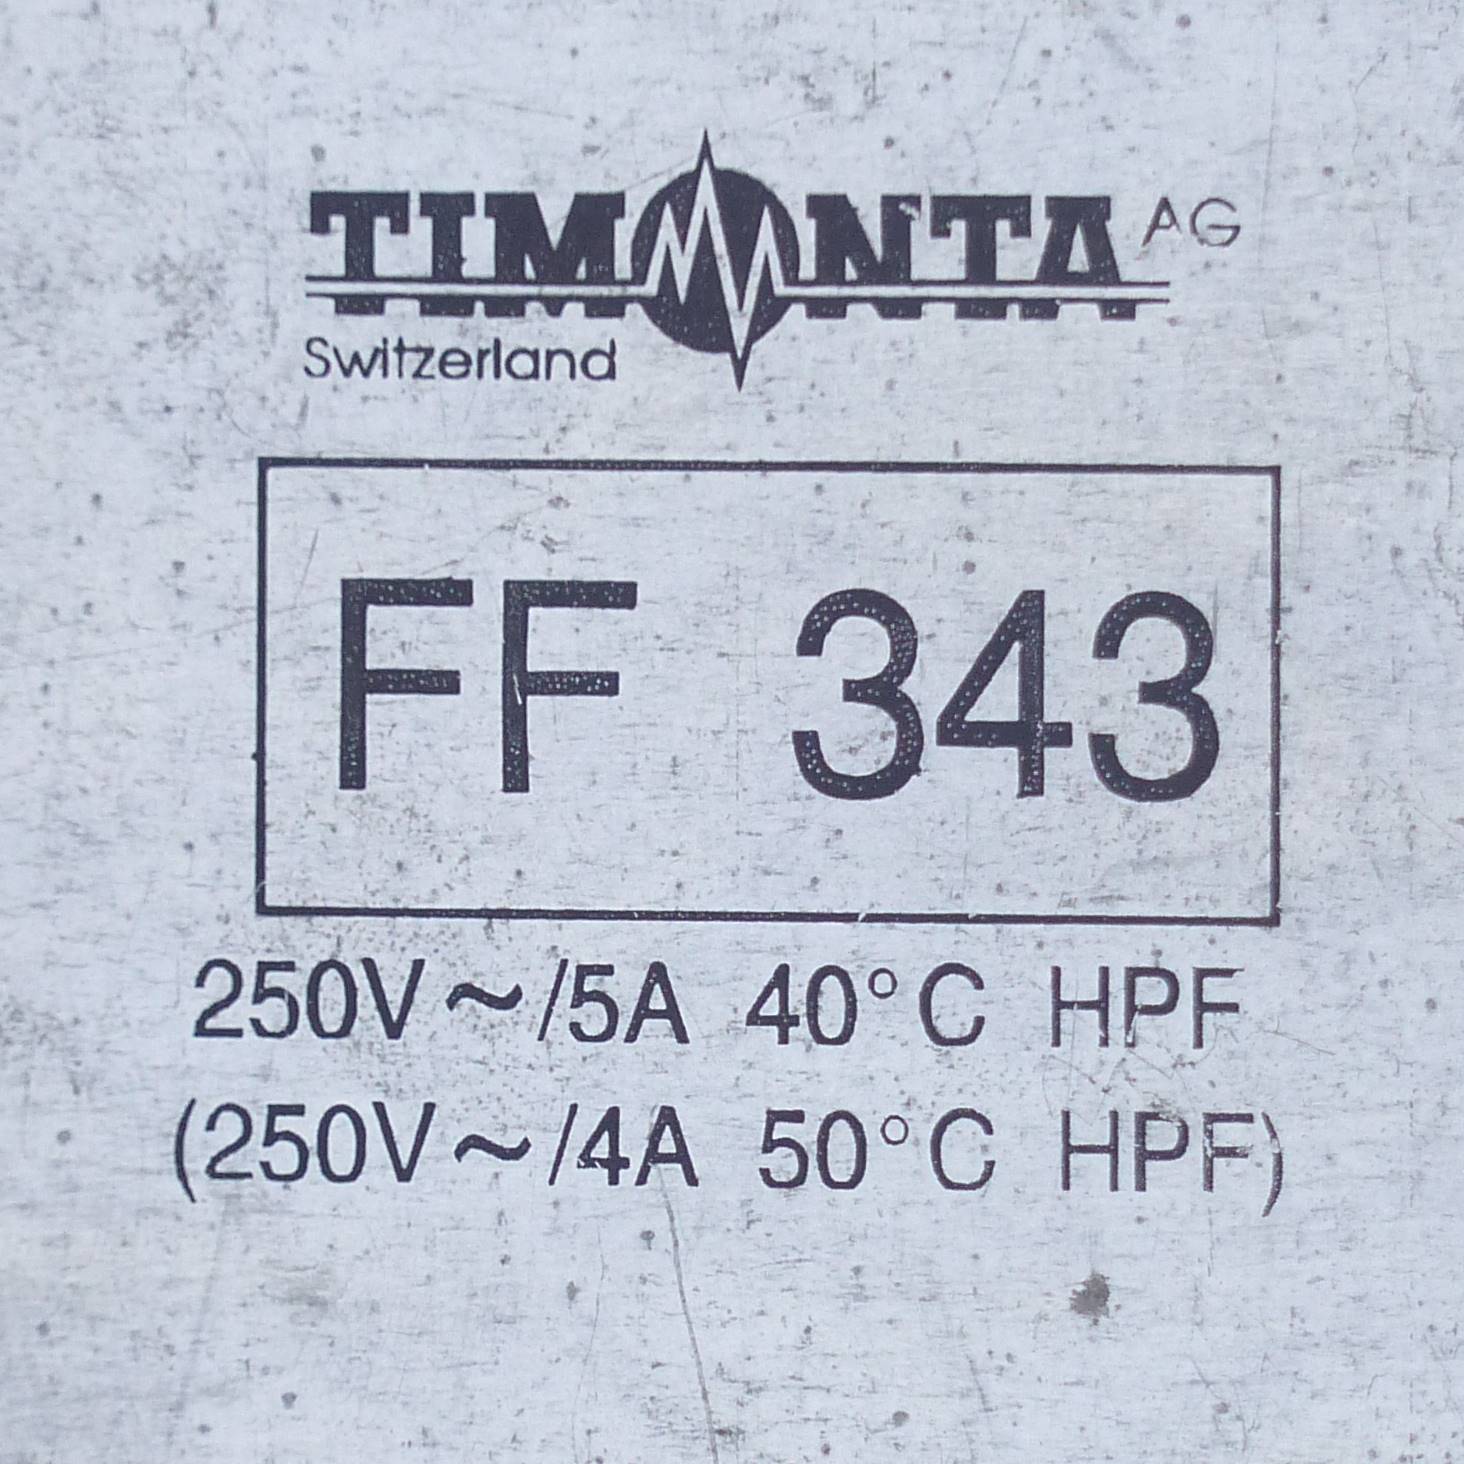 TIMONTA AG
Switzerland
FF 343
250V~/5A 40°C HPF
(250V~/4A 50°C HPF)